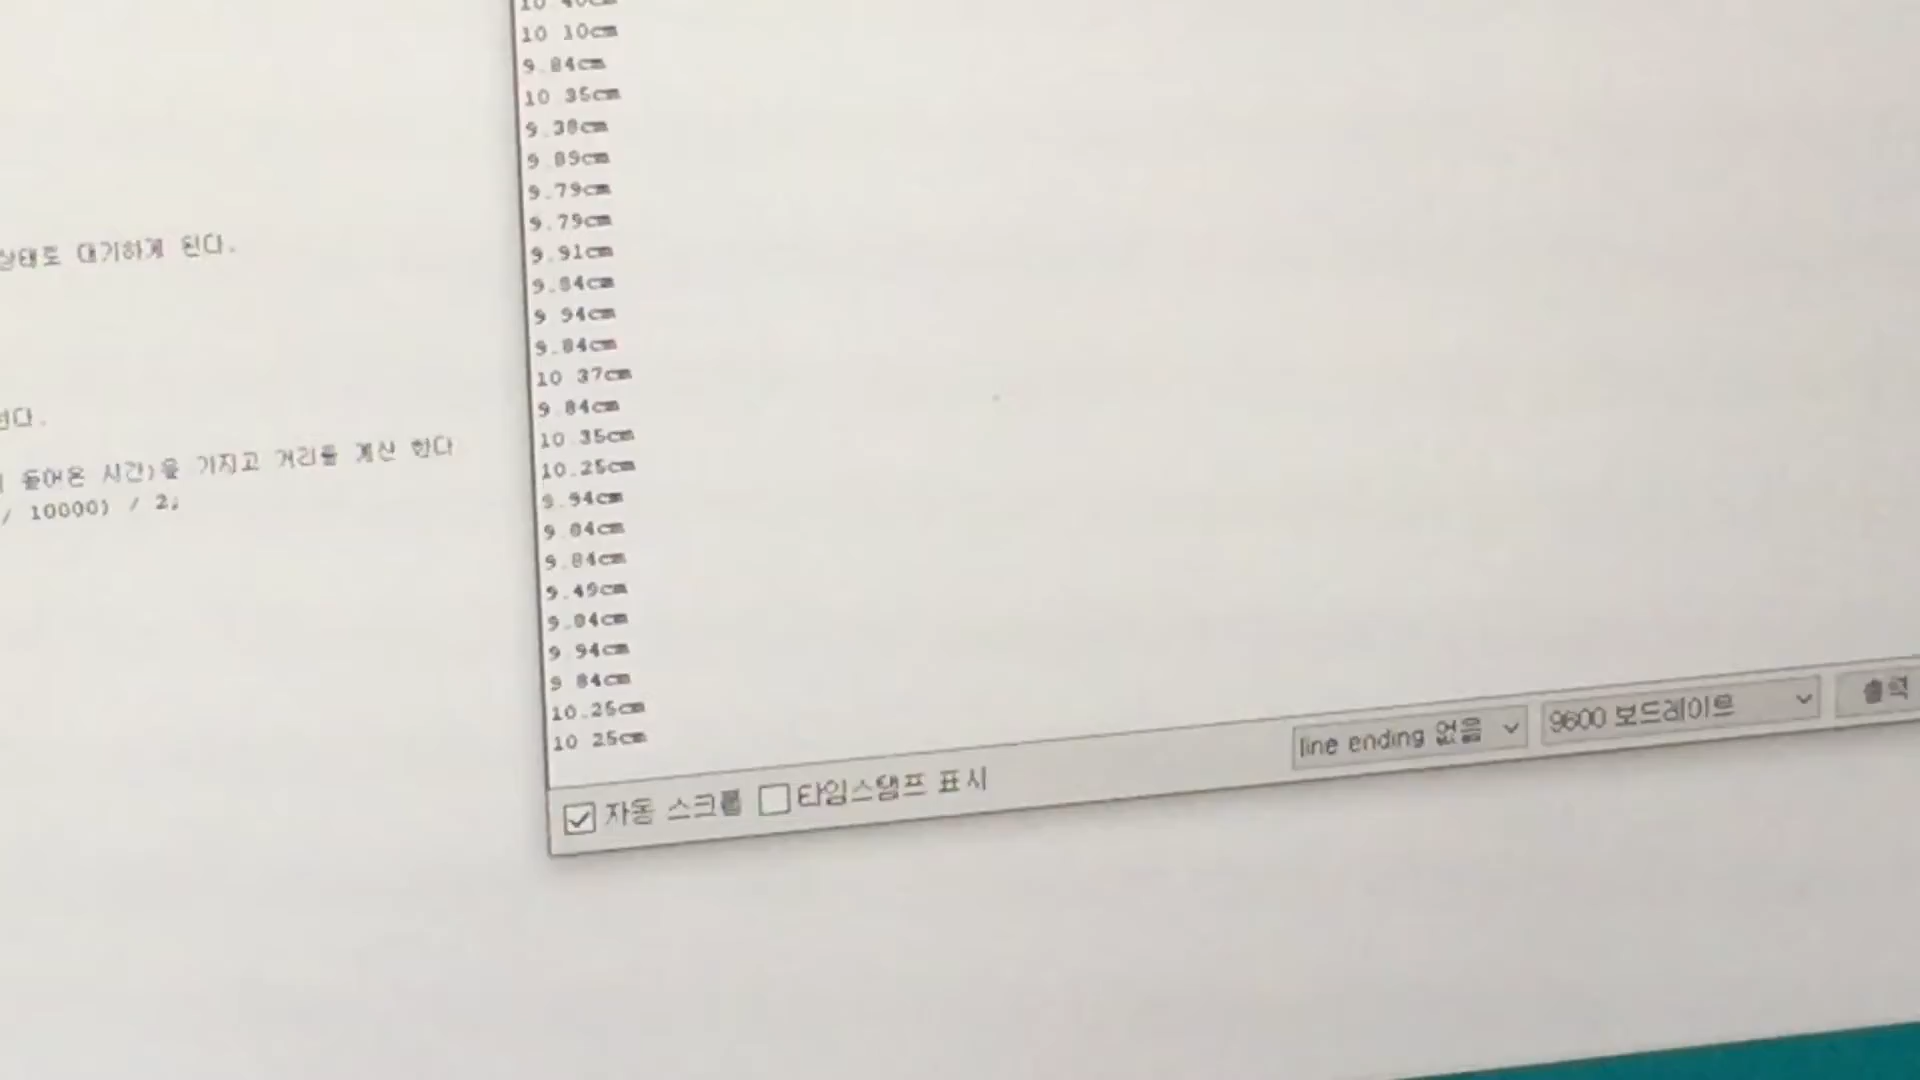 대기하게 된다.
들어온 시간)을 가지고 거리를 계산 한다
/ 10000) / 2;
10 10cm
9.84cm
10 35cm
9.38cm
9 89cm
9.79cm
9.79cm
9.91cm
9.84cm
9 94cm
9.84cm
10 37cm
9 84cm
10 35cm
10.25cm
9.94cm
9 84cm
9.84cm
9.49cm
9.84cm
9 94cm
9 84cm
10.25cm
10 25cm
자동 스크롤 타임스탬프 표시
line ending 없음
9600 보드레이트
출력